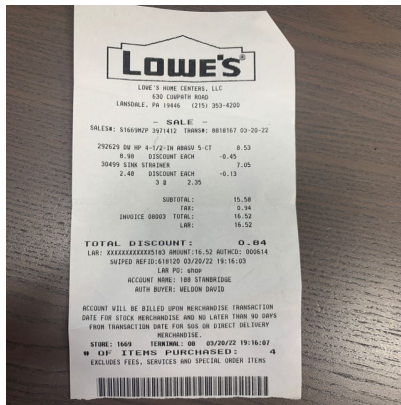 LOWE'S®
LOWE'S HOME CENTERS, LLC
630 COWPATH ROAD
LANSDALE, PA 19446 (215) 353-4200
- SALE -
SALES#: S1669MZP 3971412 TRANS#: 8010167 03-20-22
292629 DW HP 4-1/2-IN ABASV 5-CT 8.53
8.98 DISCOUNT EACH -0.45
30499 SINK STRAINER 7.05
2.48 DISCOUNT EACH -0.13
3 @ 2.35
SUBTOTAL: 15.58
TAX: 0.94
INVOICE 08003 TOTAL: 16.52
LAR: 16.52
TOTAL DISCOUNT: 0.84
LAR: XXXXXXXXXXXX5183 AMOUNT:16.52 AUTHCD: 000614
SWIPED REFID:618120 03/20/22 19:16:03
LAR PO: shop
ACCOUNT NAME: 180 STANBRIDGE
AUTH BUYER: VELDON DAVID
ACCOUNT WILL BE BILLED UPON MERCHANDISE TRANSACTION
DATE FOR STOCK MERCHANDISE AND NO LATER THAN 90 DAYS
FROM TRANSACTION DATE FOR SOS OR DIRECT DELIVERY
MERCHANDISE.
STORE: 1669 TERMINAL: 08 03/20/22 19:16:07
# OF ITEMS PURCHASED: 4
EXCLUDES FEES, SERVICES AND SPECIAL ORDER ITEMS